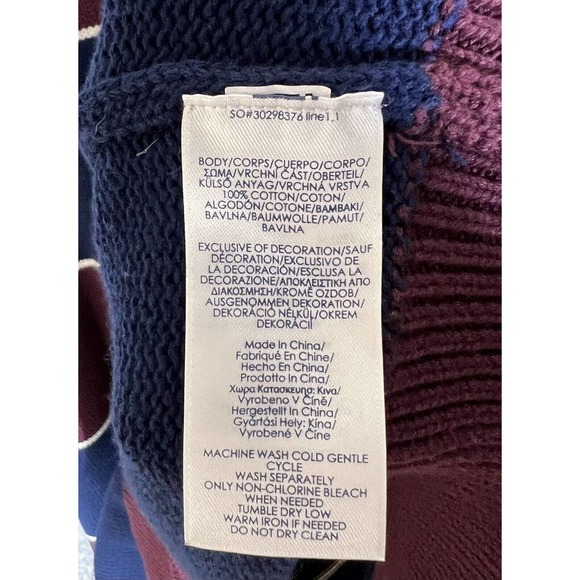 SO#30298376 line1,1
BODY/CORPS/CUERPO/CORPO/
ΣΩΜΑ/VRCHNÍ ČÁST/OBERTEIL/
KÜLSŐ ANYAG/VRCHNÁ VRSTVA
100% COTTON/COTON/
ALGODÓN/COTONE/ΒΑΜΒΑΚΙ/
BAVLNA/BAUMWOLLE/PAMUT/
BAVLNA
EXCLUSIVE OF DECORATION/SAUF
DÉCORATION/EXCLUSIVO DE
LA DECORACIÓN/ESCLUSA LA
DECORAZIONE/ΑΠΟΚΛΕΙΣΤΙΚΗ ΑΠΟ
ΔΙΑΚΟΣΜΗΣΗ/KROMĚ OZDOB/
AUSGENOMMEN DEKORATION/
DEKORÁCIÓ NÉLKÜL/OKREM
DEKORÁCIÍ
Made In China/
Fabriqué En Chine/
Hecho En China/
Prodotto In Cina/
Χωρα Κατασκευησ: Κινα/
Vyrobeno V Číně/
Hergestellt In China/
Gyártási Hely: Kína/
Vyrobené V Číne
MACHINE WASH COLD GENTLE
CYCLE
WASH SEPARATELY
ONLY NON-CHLORINE BLEACH
WHEN NEEDED
TUMBLE DRY LOW
WARM IRON IF NEEDED
DO NOT DRY CLEAN